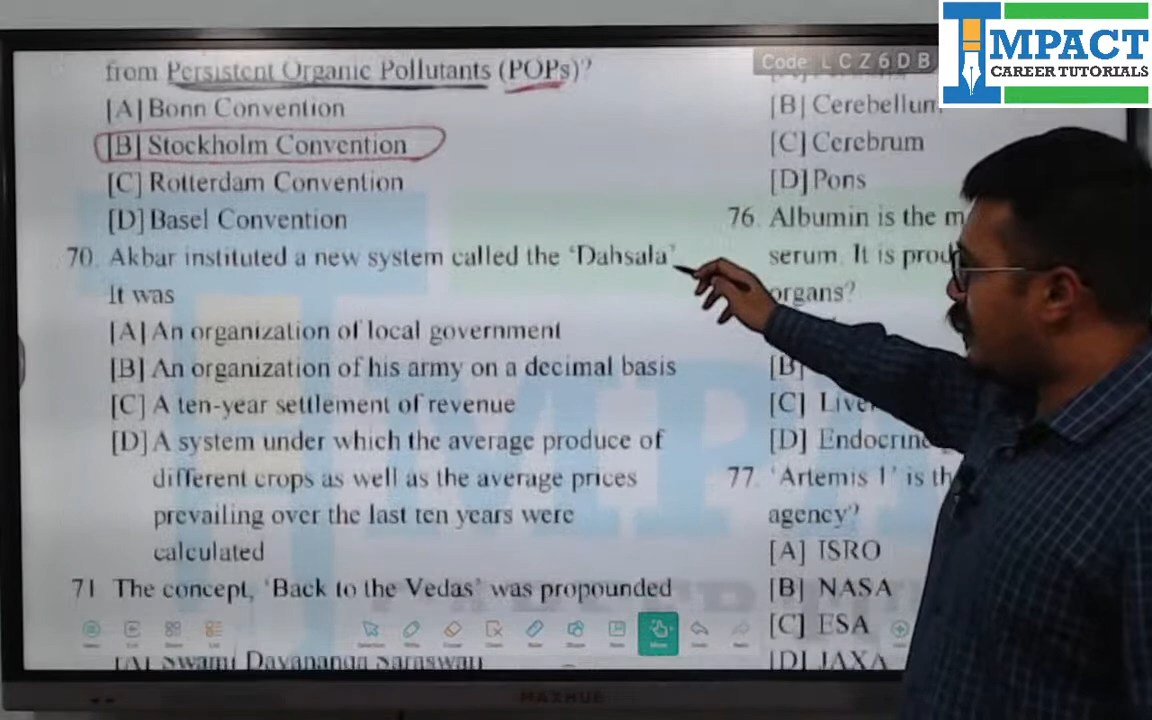 IMPACT
CAREER TUTORIALS
Code: L C Z 6 D B
from Persistent Organic Pollutants (POPs)?
[A] Bonn Convention
[B] Stockholm Convention
[C] Rotterdam Convention
[D] Basel Convention
70. Akbar instituted a new system called the ‘Dahsala’
It was
[A] An organization of local government
[B] An organization of his army on a decimal basis
[C] A ten-year settlement of revenue
[D] A system under which the average produce of
different crops as well as the average prices
prevailing over the last ten years were
calculated
71 The concept, ‘Back to the Vedas’ was propounded
[A] Swami Dayananda Saraswati
[B] Cerebellum
[C] Cerebrum
[D] Pons
76. Albumin is the m
serum. It is prod
organs?
[B]
[C] Liver
[D] Endocrine
77. ‘Artemis 1’ is th
agency?
[A] ISRO
[B] NASA
[C] ESA
[D] JAXA
MAXHUB